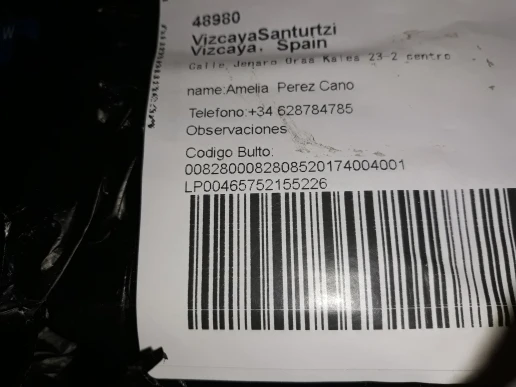 48980
VizcayaSanturtzi
Vizcaya, Spain
Calle Jenaro Oraa Kalea 23-2 centro
name:Amelia Perez Cano
Telefono:+34 628784785
Observaciones
Codigo Bulto:
0082800082808520174004001
LP00465752155226